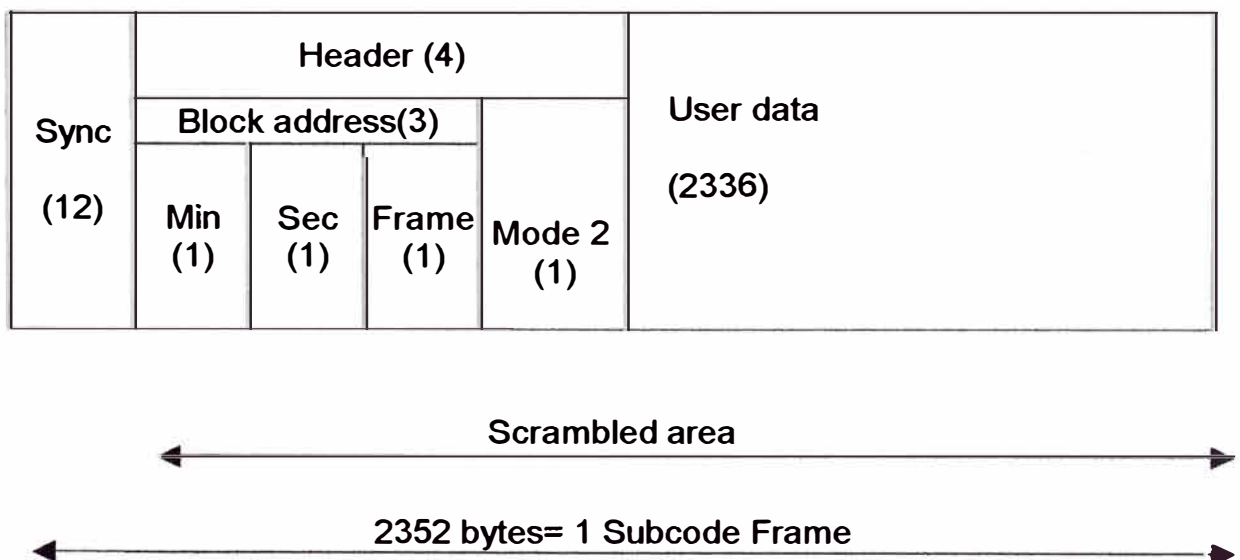 Header (4)
Sync
(12)
Block address(3)
Min
(1)
Sec
(1)
Frame
(1)
Mode 2
(1)
User data
(2336)
Scrambled area
2352 bytes= 1 Subcode Frame